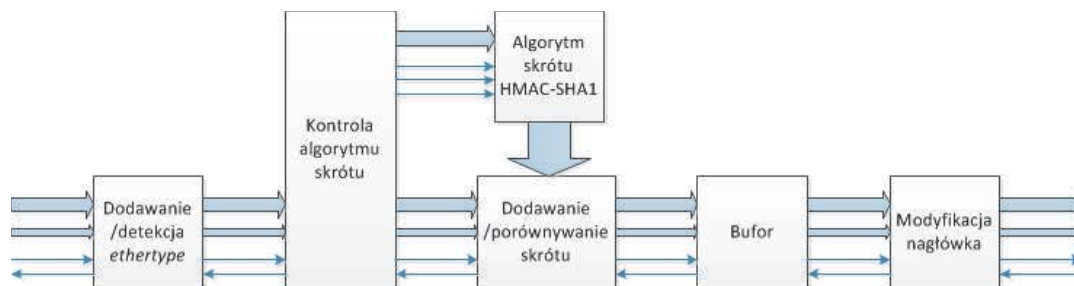 Algorytm
skrótu
HMAC-SHA1
Kontrola
algorytmu
skrótu
Dodawanie
/detekcja
ethertype
Dodawanie
/porównywanie
skrótu
Bufor
Modyfikacja
nagłówka